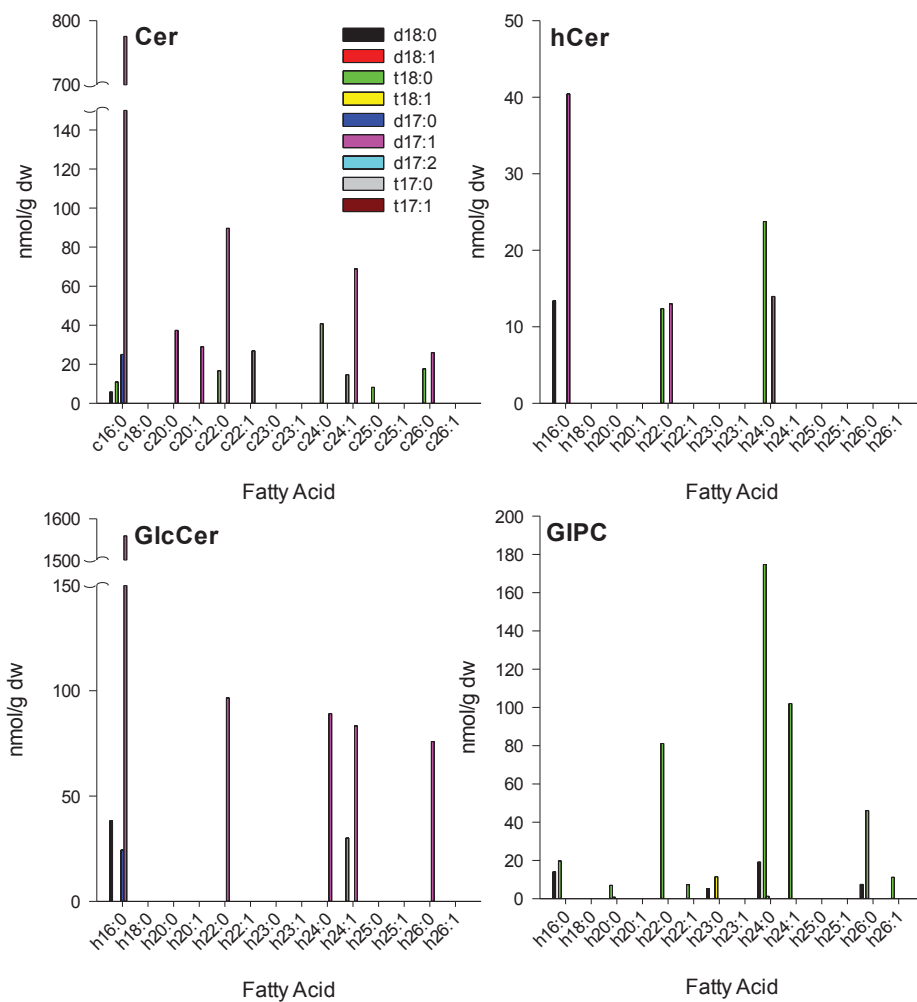 Cer
800
700
140
120
100
80
60
40
20
0
nmol/g dw
d18:0
d18:1
t18:0
t18:1
d17:0
d17:1
d17:2
t17:0
t17:1
c16:0
c18:0
c20:0
c20:1
c22:0
c22:1
c23:0
c23:1
c24:0
c24:1
c25:0
c25:1
c26:0
c26:1
Fatty Acid
hCer
50
40
30
20
10
0
nmol/g dw
h16:0
h18:0
h20:0
h20:1
h22:0
h22:1
h23:0
h23:1
h24:0
h24:1
h25:0
h25:1
h26:0
h26:1
Fatty Acid
GlcCer
1600
1500
150
100
50
0
nmol/g dw
h16:0
h18:0
h20:0
h20:1
h22:0
h22:1
h23:0
h23:1
h24:0
h24:1
h25:0
h25:1
h26:0
h26:1
Fatty Acid
GIPC
200
180
160
140
120
100
80
60
40
20
0
nmol/g dw
h16:0
h18:0
h20:0
h20:1
h22:0
h22:1
h23:0
h23:1
h24:0
h24:1
h25:0
h25:1
h26:0
h26:1
Fatty Acid